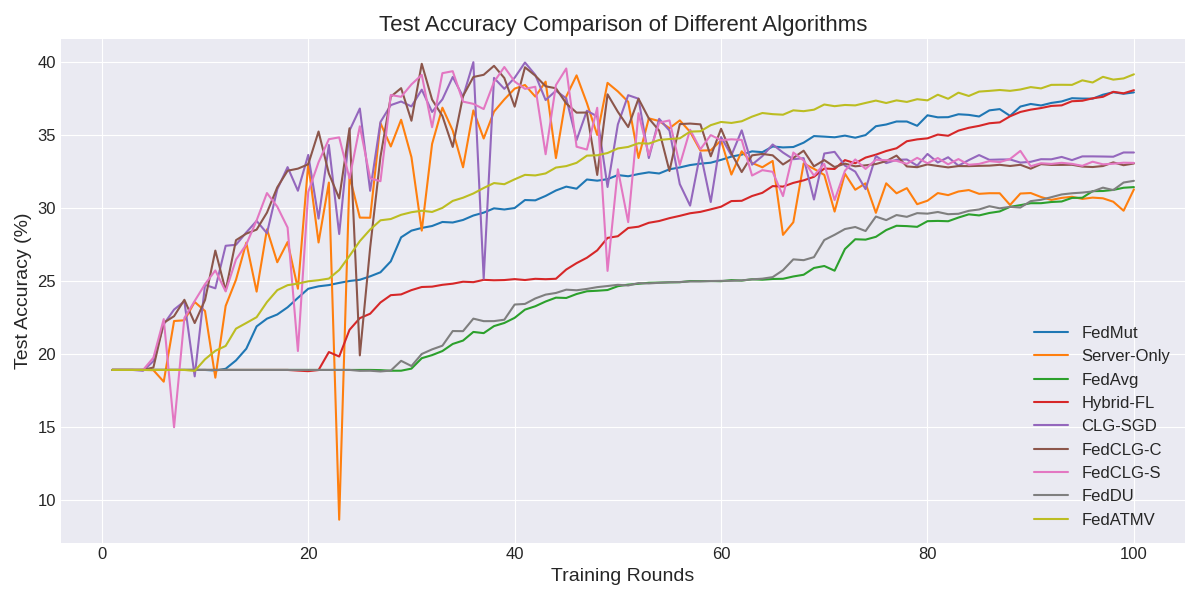 Test Accuracy Comparison of Different Algorithms
Test Accuracy (%)
40
35
30
25
20
15
10
0
20
40
60
80
100
Training Rounds
FedMut
Server-Only
FedAvg
Hybrid-FL
CLG-SGD
FedCLG-C
FedCLG-S
FedDU
FedATMV